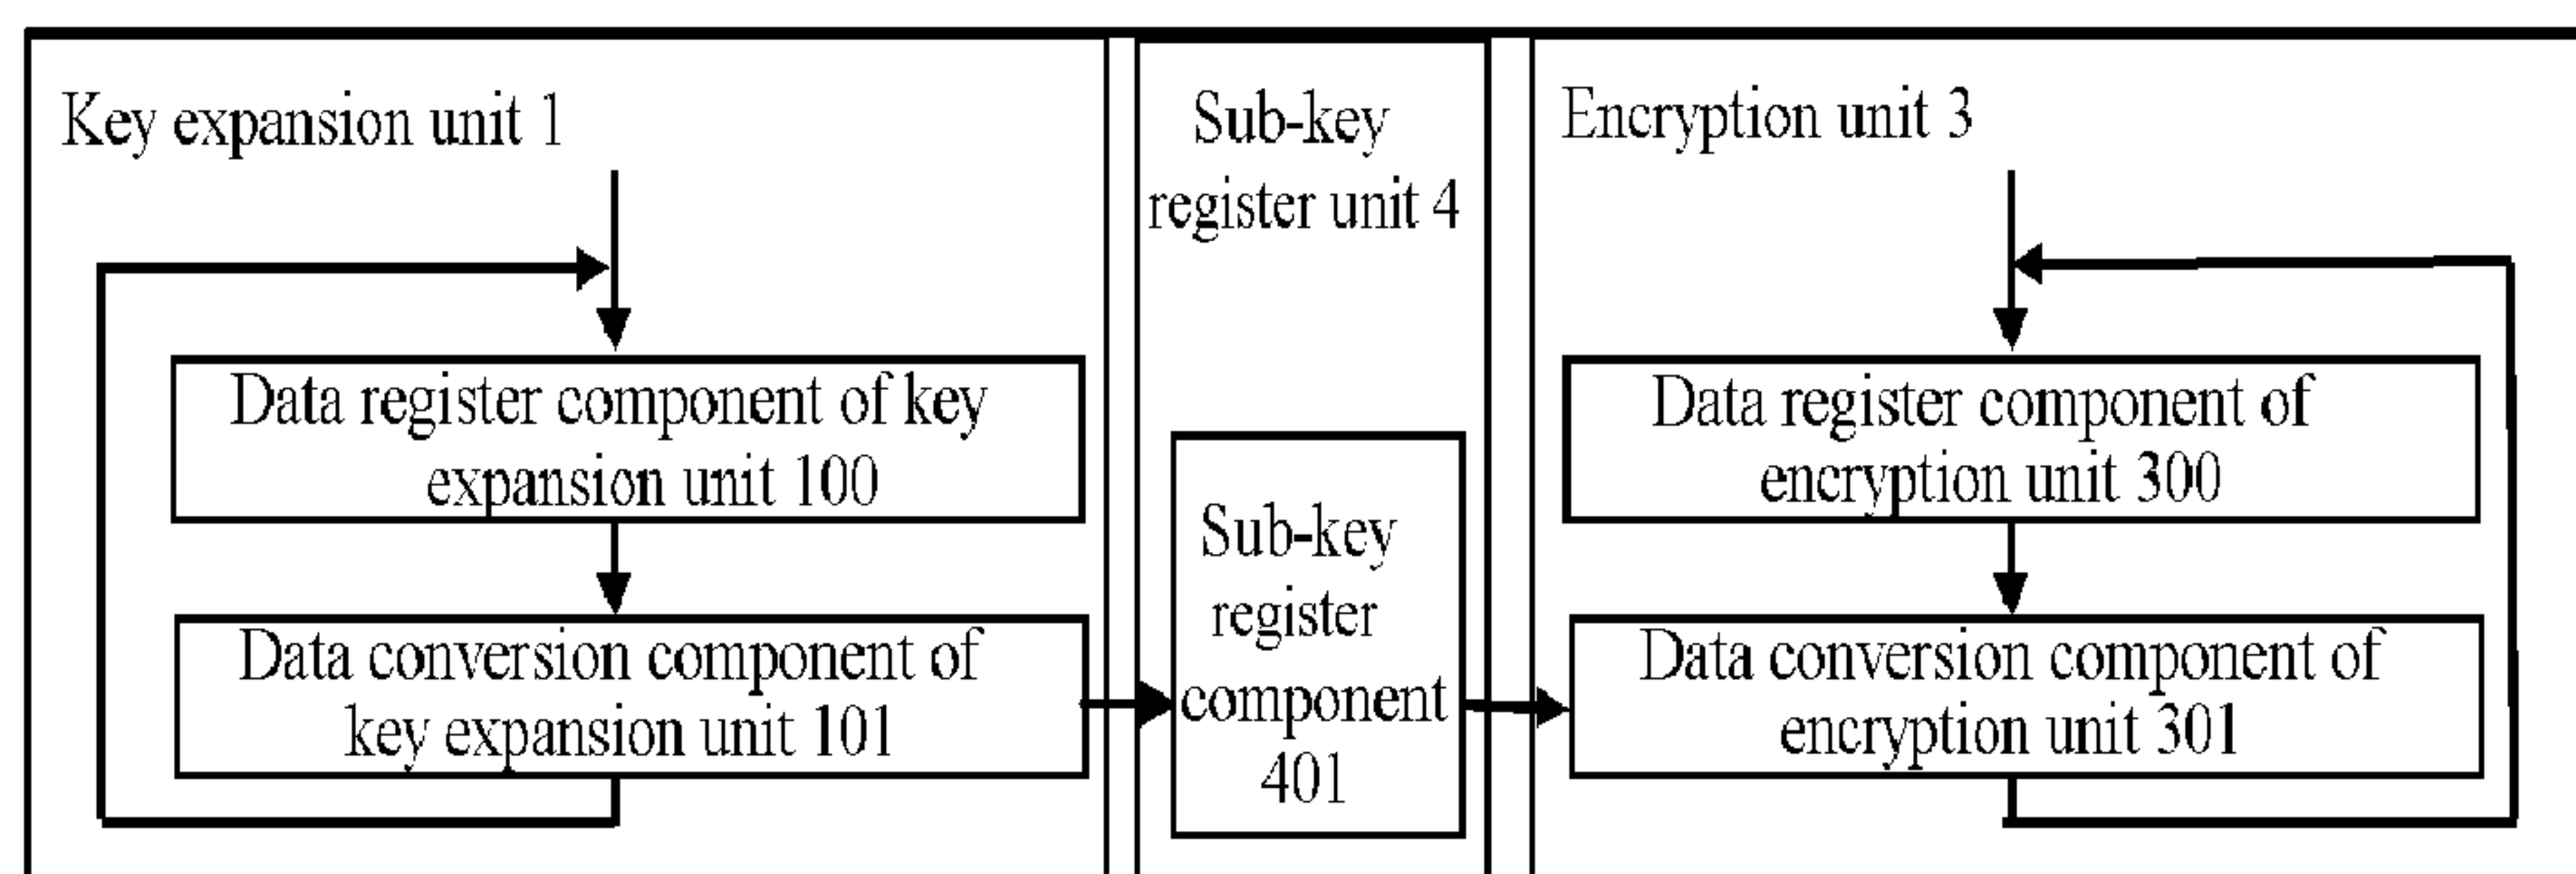 Key expansion unit 1
Data register component of key
expansion unit 100
Data conversion component of
key expansion unit 101
Sub-key
register unit 4
Sub-key
register
component
401
Encryption unit 3
Data register component of
encryption unit 300
Data conversion component of
encryption unit 301